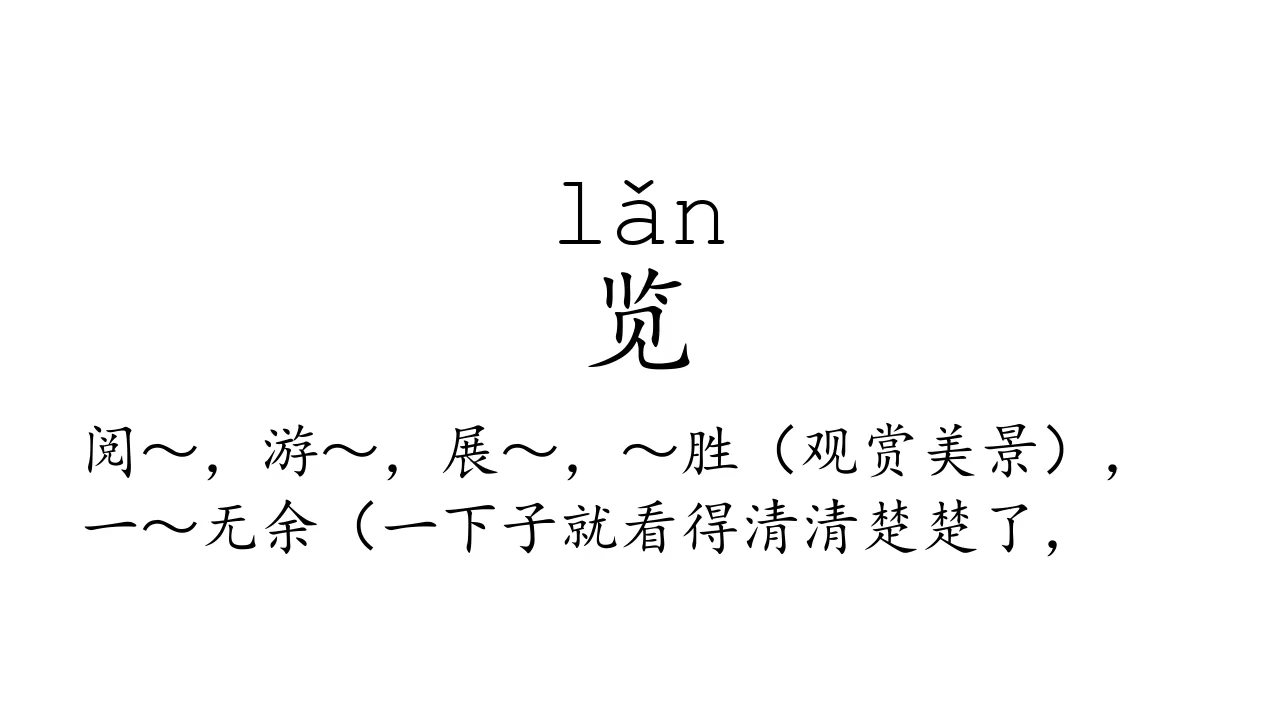 lǎn
览
阅～，游～，展～，～胜（观赏美景），
一～无余（一下子就看得清清楚楚了，